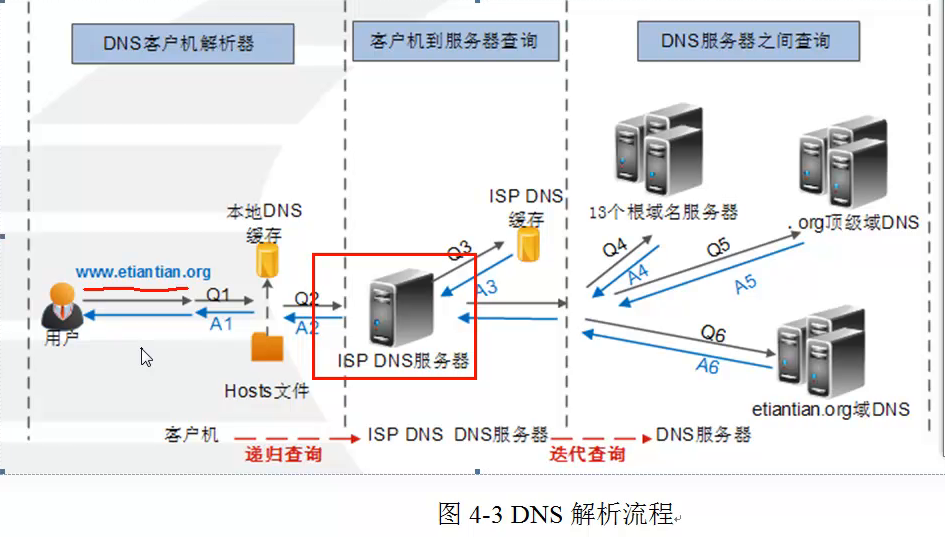 DNS客户机解析器
客户机到服务器查询
DNS服务器之间查询
本地DNS
缓存
ISP DNS
缓存
13个根域名服务器
.org顶级域DNS
www.etiantian.org
用户
Q1
A1
Q2
A2
Q3
A3
Q4
A4
Q5
A5
Q6
A6
Hosts文件
ISP DNS服务器
etiantian.org域DNS
客户机
ISP DNS DNS服务器
DNS服务器
递归查询
迭代查询
图 4-3 DNS 解析流程